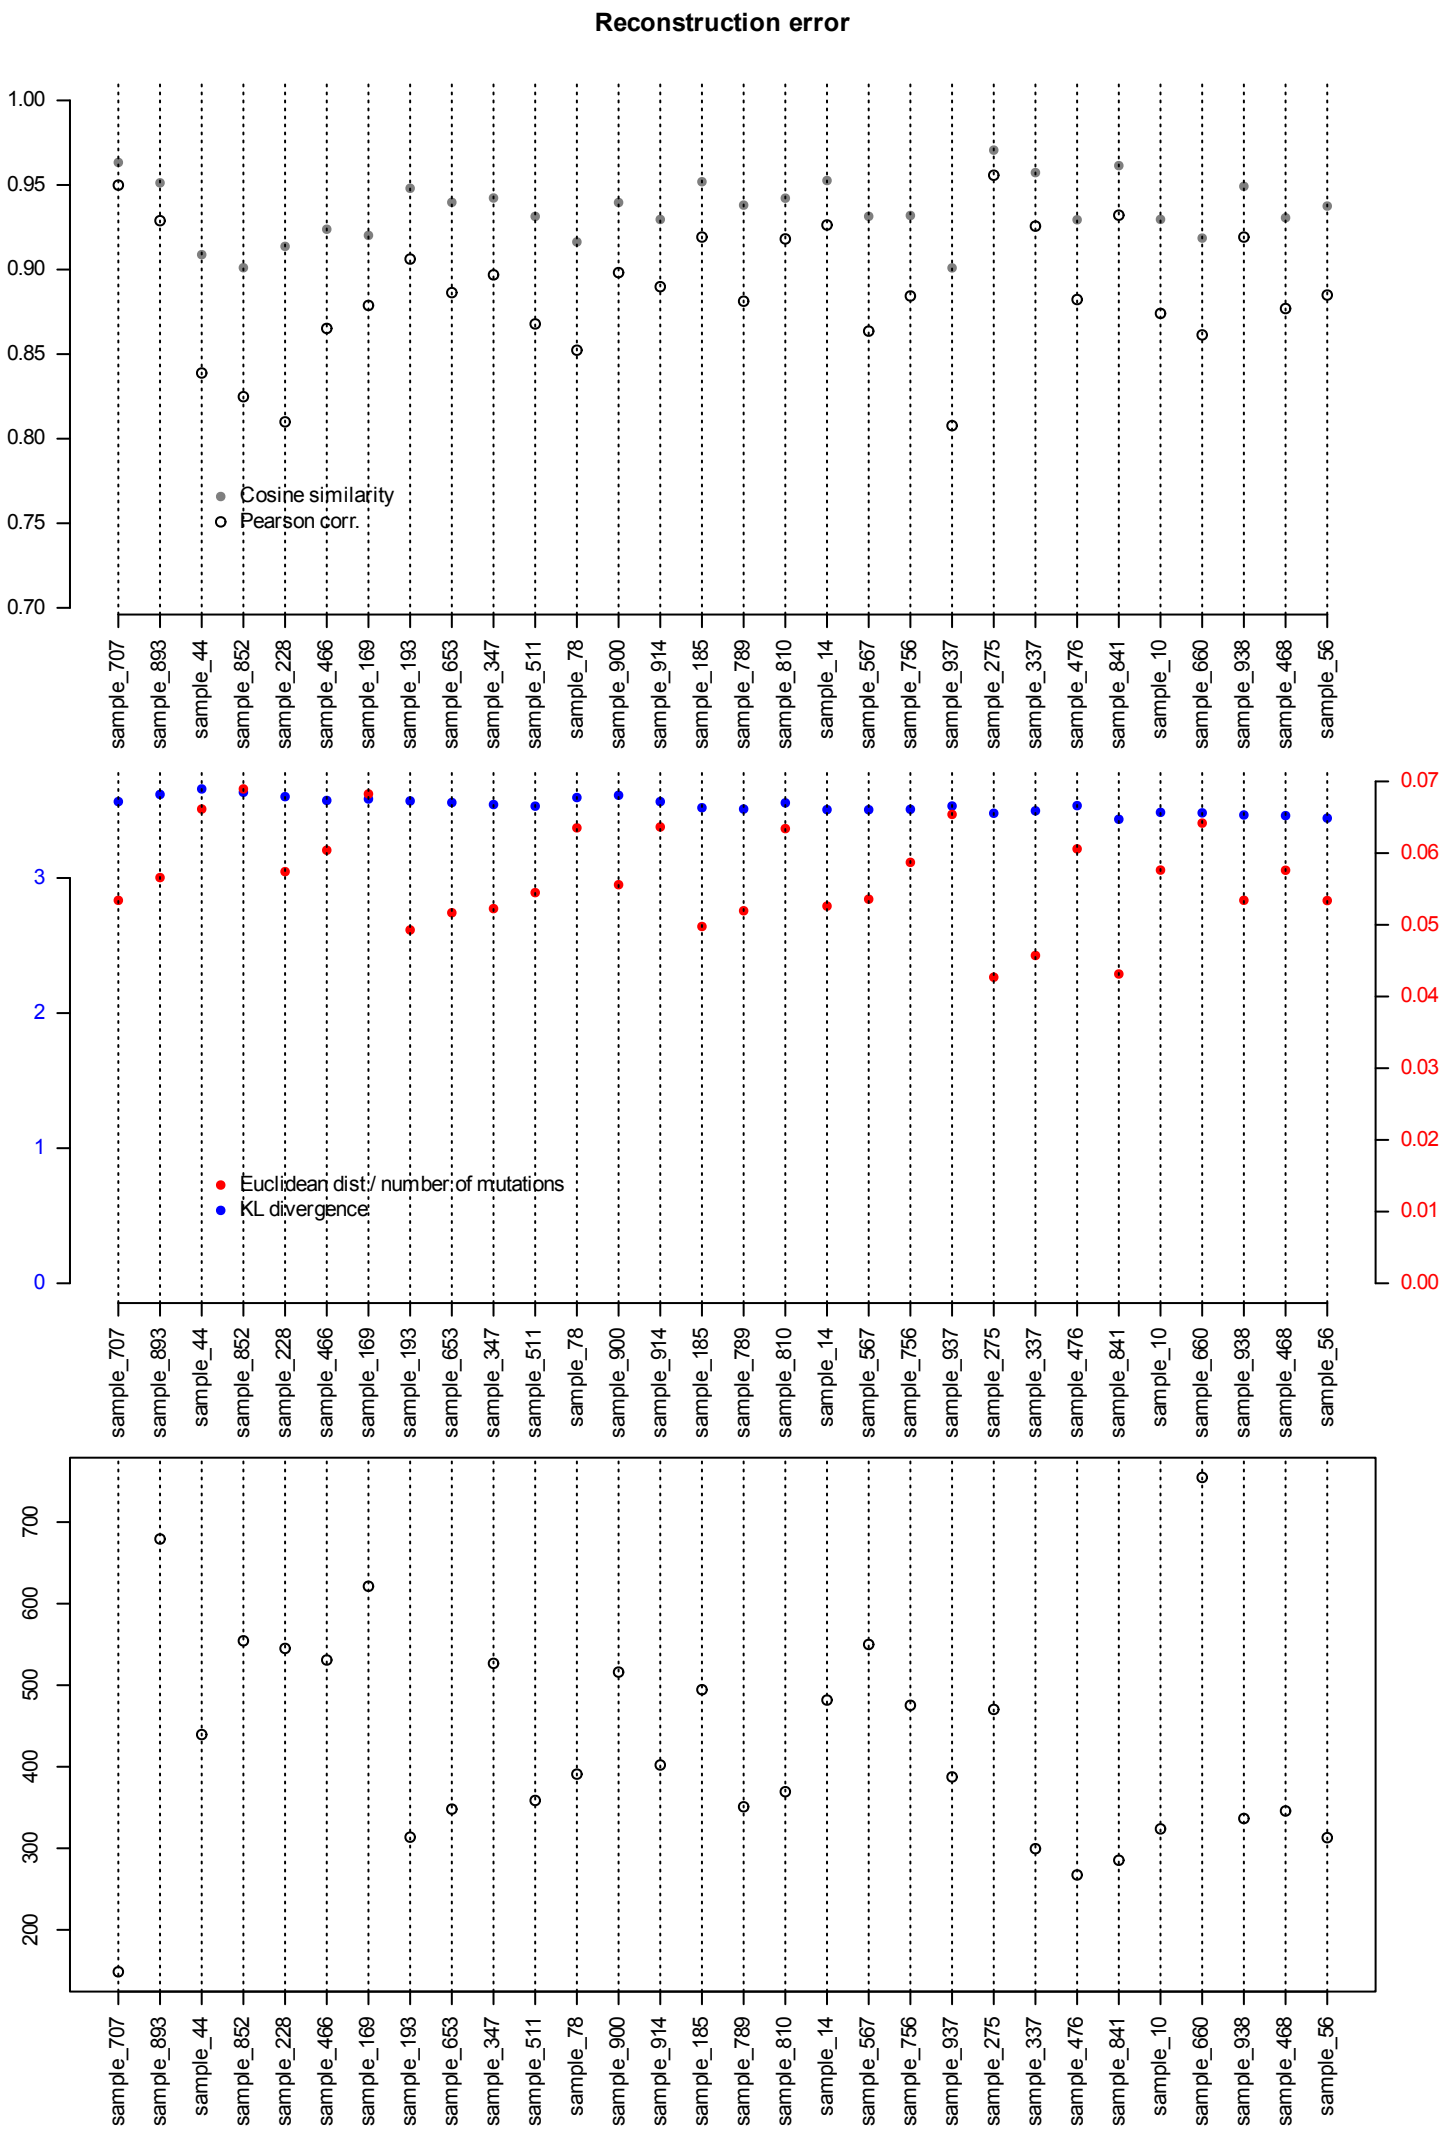 Reconstruction error
1.00
0.95
0.90
0.85
0.80
0.75
0.70
Cosine similarity
Pearson corr.
sample_707
sample_893
sample_44
sample_852
sample_228
sample_466
sample_169
sample_193
sample_653
sample_347
sample_511
sample_78
sample_900
sample_914
sample_185
sample_789
sample_810
sample_14
sample_567
sample_756
sample_937
sample_275
sample_337
sample_476
sample_841
sample_10
sample_660
sample_938
sample_468
sample_56
3
2
1
0
0.07
0.06
0.05
0.04
0.03
0.02
0.01
0.00
Euclidean dist./ number of mutations
KL divergence
sample_707
sample_893
sample_44
sample_852
sample_228
sample_466
sample_169
sample_193
sample_653
sample_347
sample_511
sample_78
sample_900
sample_914
sample_185
sample_789
sample_810
sample_14
sample_567
sample_756
sample_937
sample_275
sample_337
sample_476
sample_841
sample_10
sample_660
sample_938
sample_468
sample_56
700
600
500
400
300
200
sample_707
sample_893
sample_44
sample_852
sample_228
sample_466
sample_169
sample_193
sample_653
sample_347
sample_511
sample_78
sample_900
sample_914
sample_185
sample_789
sample_810
sample_14
sample_567
sample_756
sample_937
sample_275
sample_337
sample_476
sample_841
sample_10
sample_660
sample_938
sample_468
sample_56